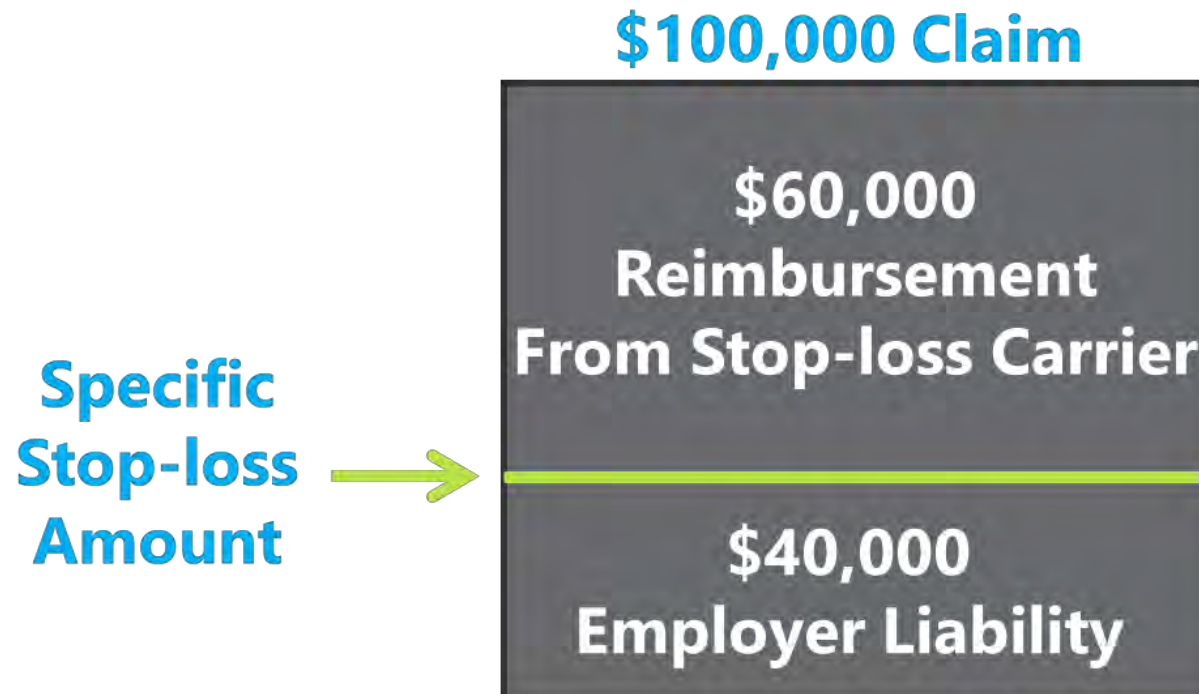 $100,000 Claim
$60,000
Reimbursement
From Stop-loss Carrier
Specific
Stop-loss
Amount
$40,000
Employer Liability